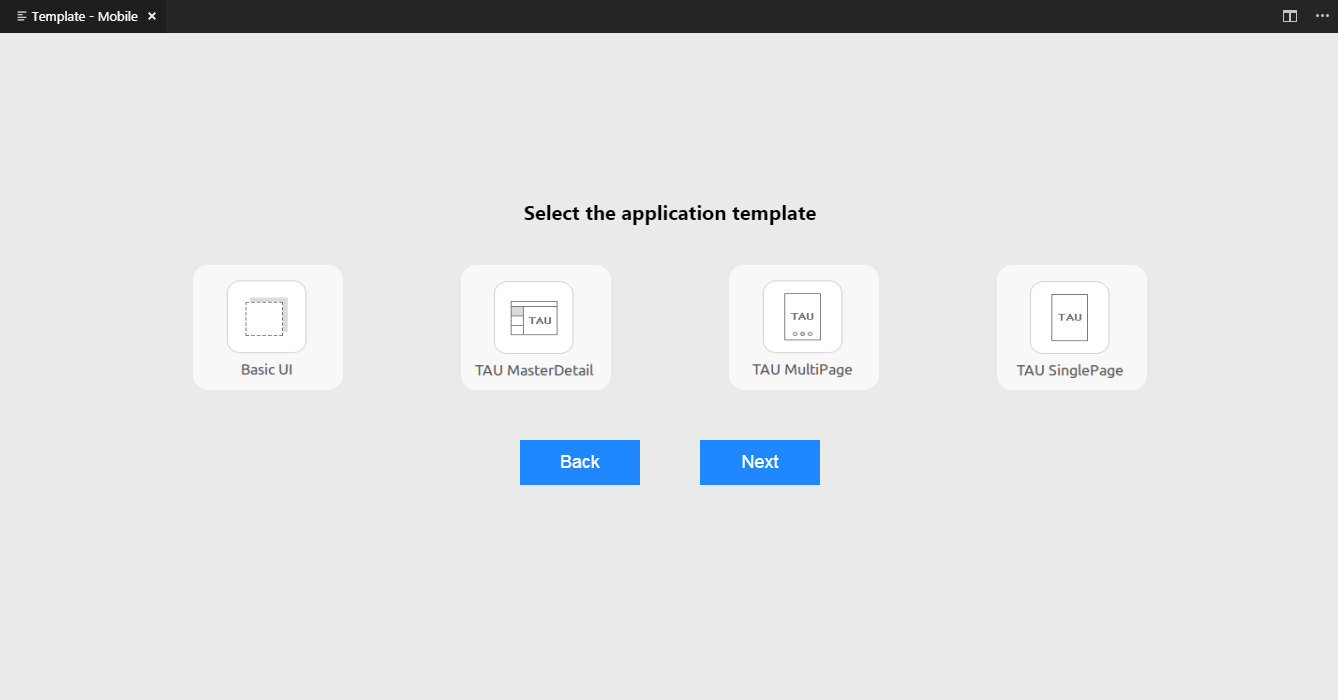 Template - Mobile
Select the application template
TAU
TAU
TAU
Basic UI
TAU MasterDetail
TAU MultiPage
TAU SinglePage
Back
Next